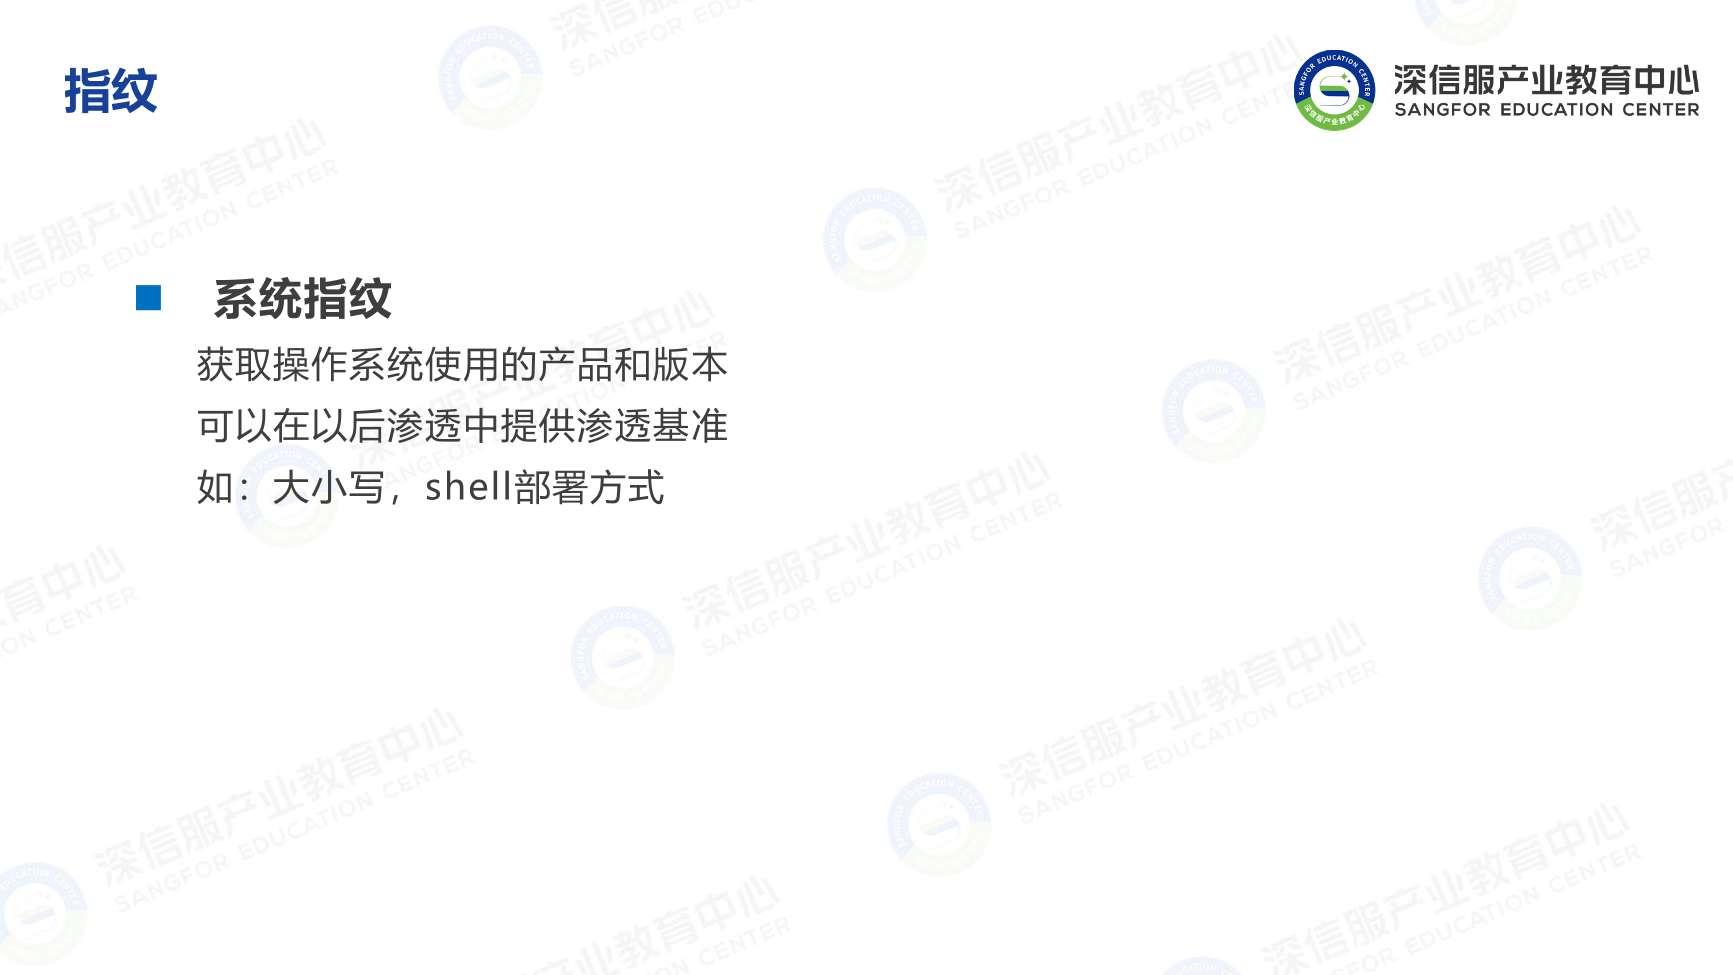 指纹
深信服产业教育中心
SANGFOR EDUCATION CENTER
系统指纹
获取操作系统使用的产品和版本
可以在以后渗透中提供渗透基准
如：大小写，shell部署方式